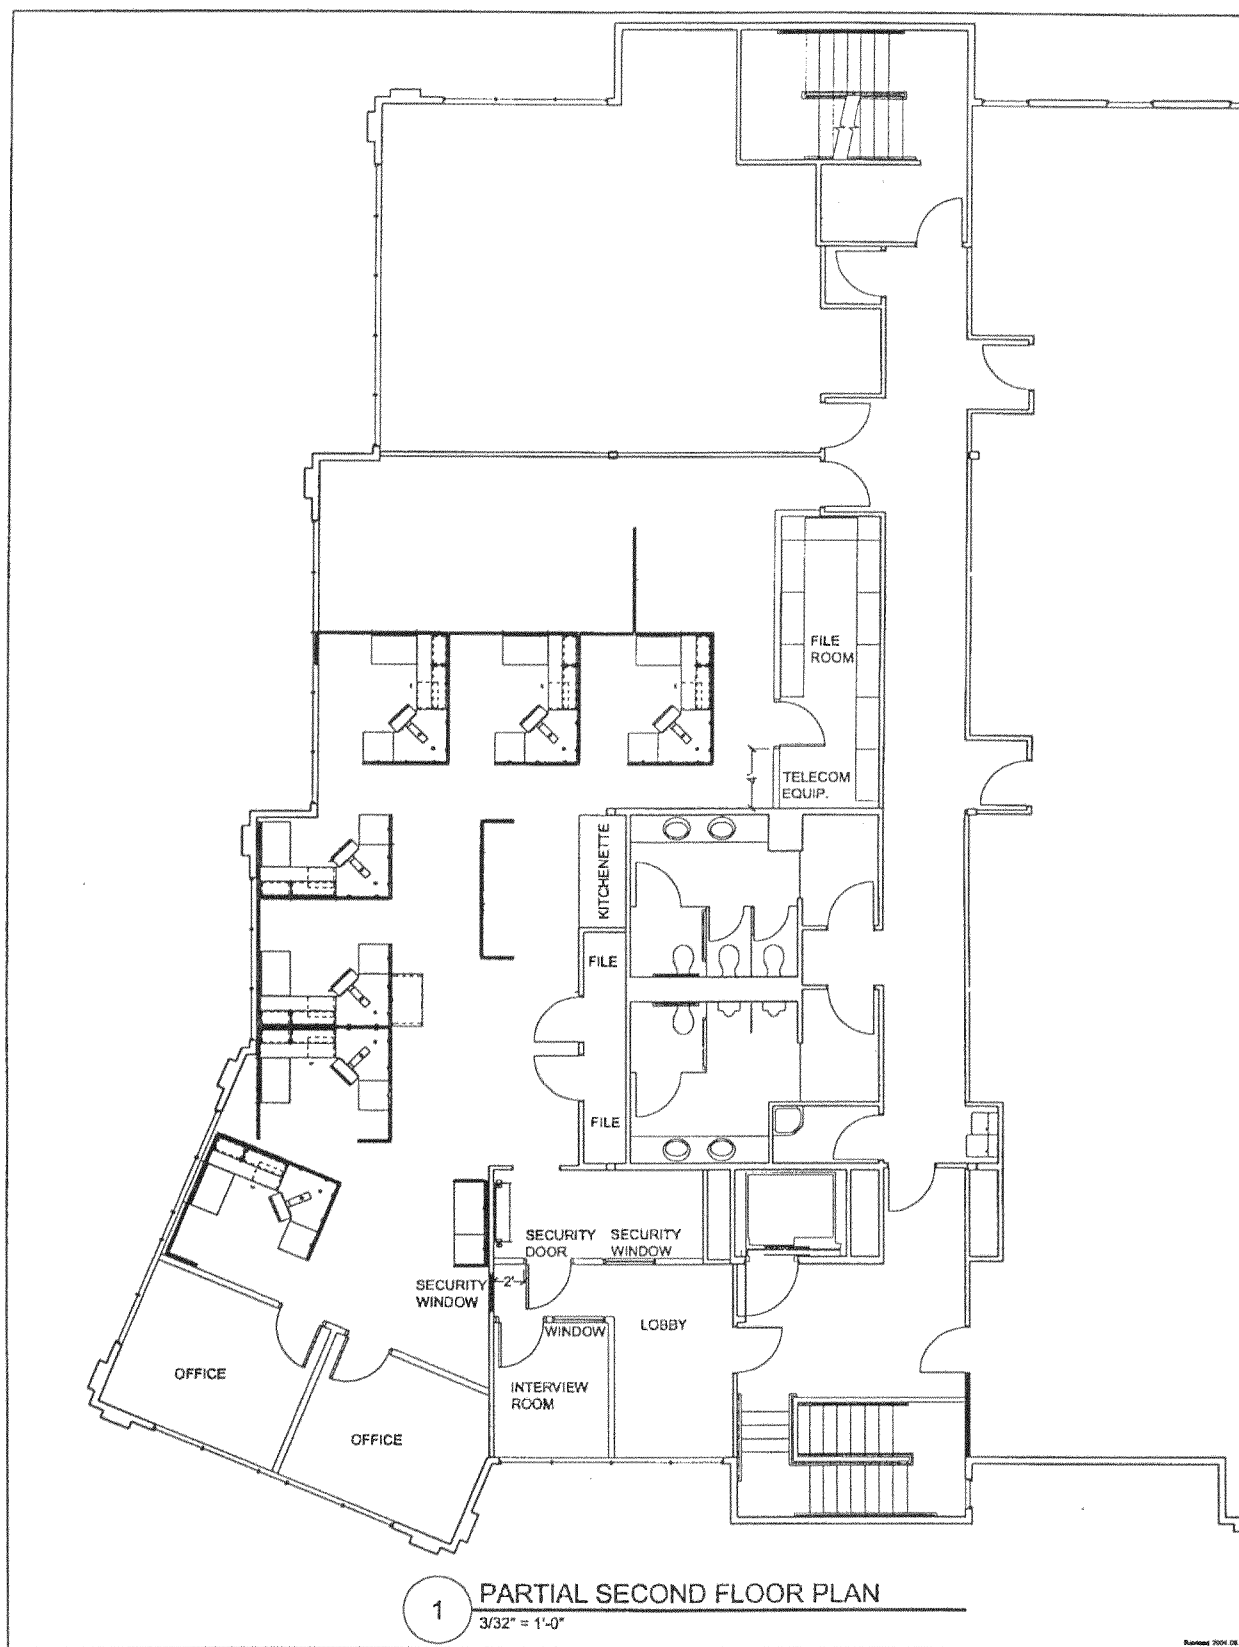 FILE
ROOM
4'
TELECOM
EQUIP.
KITCHENETTE
FILE
FILE
SECURITY
DOOR
SECURITY
WINDOW
SECURITY
WINDOW
2'
WINDOW
LOBBY
OFFICE
INTERVIEW
ROOM
OFFICE
1
PARTIAL SECOND FLOOR PLAN
3/32" = 1'-0"